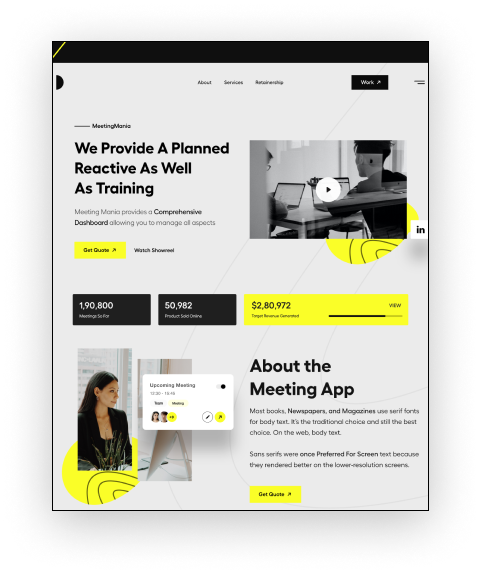 About Services Retainership
Work
MeetingMania
We Provide A Planned
Reactive As Well
As Training
Meeting Mania provides a Comprehensive
Dashboard allowing you to manage all aspects
Get Quote
Watch Showreel
in
1,90,800
Meetings So Far
50,982
Product Sold Online
$2,80,972
Target Revenue Generated
VIEW
Upcoming Meeting
Team Meeting
About the
Meeting App
Most books, Newspapers, and Magazines use serif fonts
for body text. It's the traditional choice and still the best
choice. On the web, body text.
Sans serifs were once Preferred For Screen text because
they rendered better on the lower-resolution screens.
Get Quote